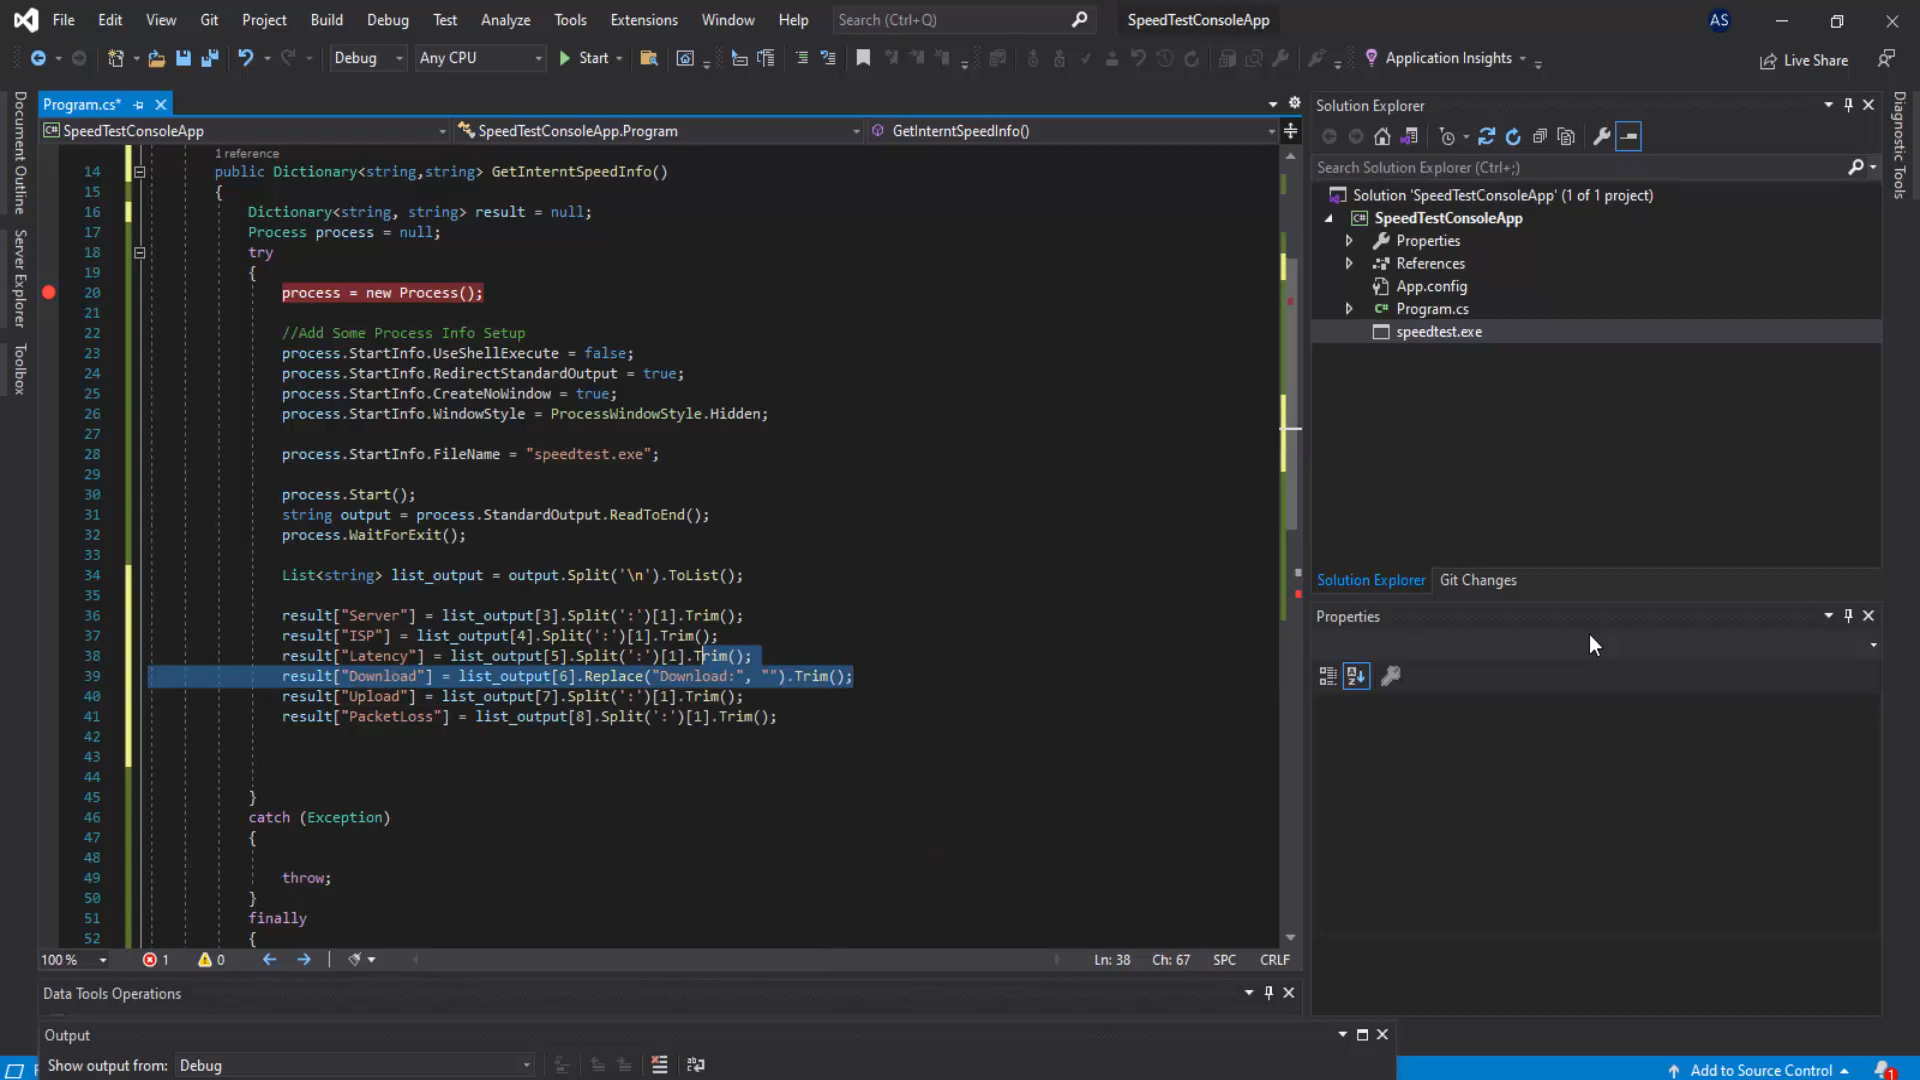 File Edit View Git Project Build Debug Test Analyze Tools Extensions Window Help Search (Ctrl+Q) SpeedTestConsoleApp AS
Debug Any CPU Start Application Insights Live Share
Document Outline
Server Explorer
Toolbox
Program.cs*
SpeedTestConsoleApp SpeedTestConsoleApp.Program GetInterntSpeedInfo()
1 reference
14 public Dictionary<string,string> GetInterntSpeedInfo()
15 {
16 Dictionary<string, string> result = null;
17 Process process = null;
18 try
19 {
20 process = new Process();
21
22 //Add Some Process Info Setup
23 process.StartInfo.UseShellExecute = false;
24 process.StartInfo.RedirectStandardOutput = true;
25 process.StartInfo.CreateNoWindow = true;
26 process.StartInfo.WindowStyle = ProcessWindowStyle.Hidden;
27
28 process.StartInfo.FileName = "speedtest.exe";
29
30 process.Start();
31 string output = process.StandardOutput.ReadToEnd();
32 process.WaitForExit();
33
34 List<string> list_output = output.Split('\n').ToList();
35
36 result["Server"] = list_output[3].Split(':')[1].Trim();
37 result["ISP"] = list_output[4].Split(':')[1].Trim();
38 result["Latency"] = list_output[5].Split(':')[1].Trim();
39 result["Download"] = list_output[6].Replace("Download:", "").Trim();
40 result["Upload"] = list_output[7].Split(':')[1].Trim();
41 result["PacketLoss"] = list_output[8].Split(':')[1].Trim();
42
43
44
45 }
46 catch (Exception)
47 {
48
49 throw;
50 }
51 finally
52 {
100 % 1 0 Ln: 38 Ch: 67 SPC CRLF
Data Tools Operations
Output
Show output from: Debug
Solution Explorer
Search Solution Explorer (Ctrl+;)
Solution 'SpeedTestConsoleApp' (1 of 1 project)
SpeedTestConsoleApp
Properties
References
App.config
Program.cs
speedtest.exe
Solution Explorer Git Changes
Properties
Diagnostic Tools
Add to Source Control 1